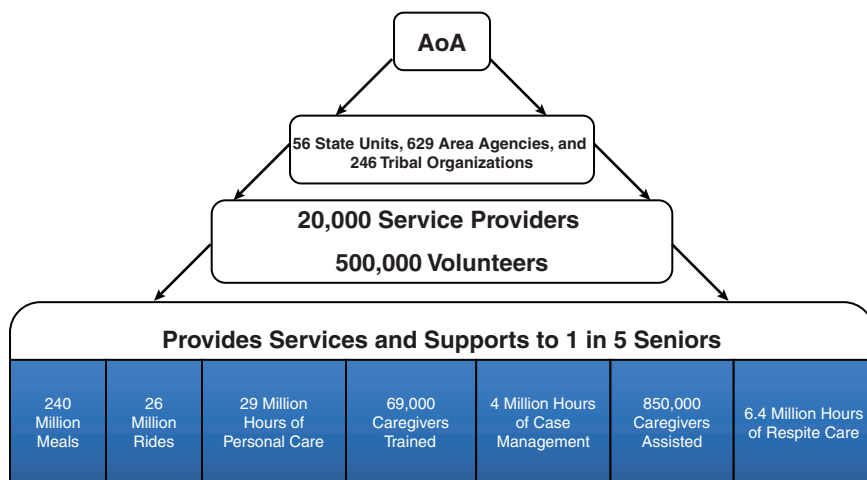 AoA
56 State Units, 629 Area Agencies, and
246 Tribal Organizations
20,000 Service Providers
500,000 Volunteers
Provides Services and Supports to 1 in 5 Seniors
240
Million
Meals
26
Million
Rides
29 Million
Hours of
Personal Care
69,000
Caregivers
Trained
4 Million Hours
of Case
Management
850,000
Caregivers
Assisted
6.4 Million Hours
of Respite Care